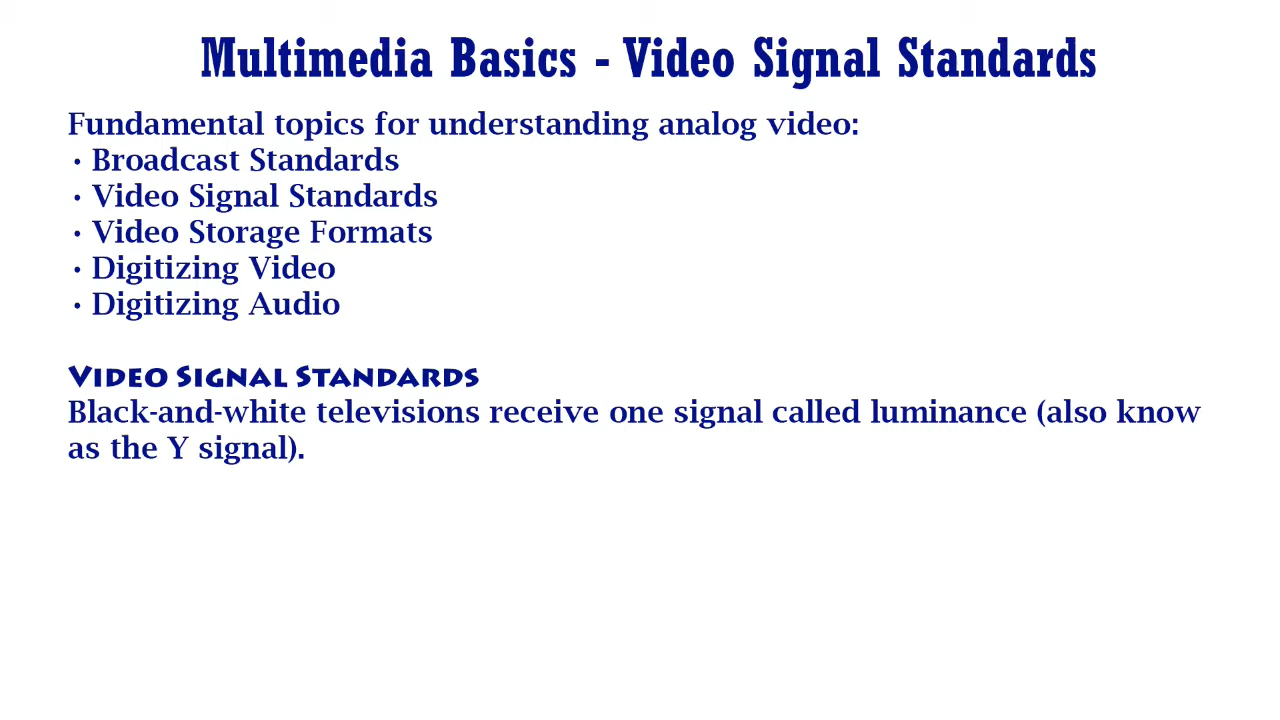 Multimedia Basics - Video Signal Standards
Fundamental topics for understanding analog video:
• Broadcast Standards
• Video Signal Standards
• Video Storage Formats
• Digitizing Video
• Digitizing Audio
Video Signal Standards
Black-and-white televisions receive one signal called luminance (also know
as the Y signal).